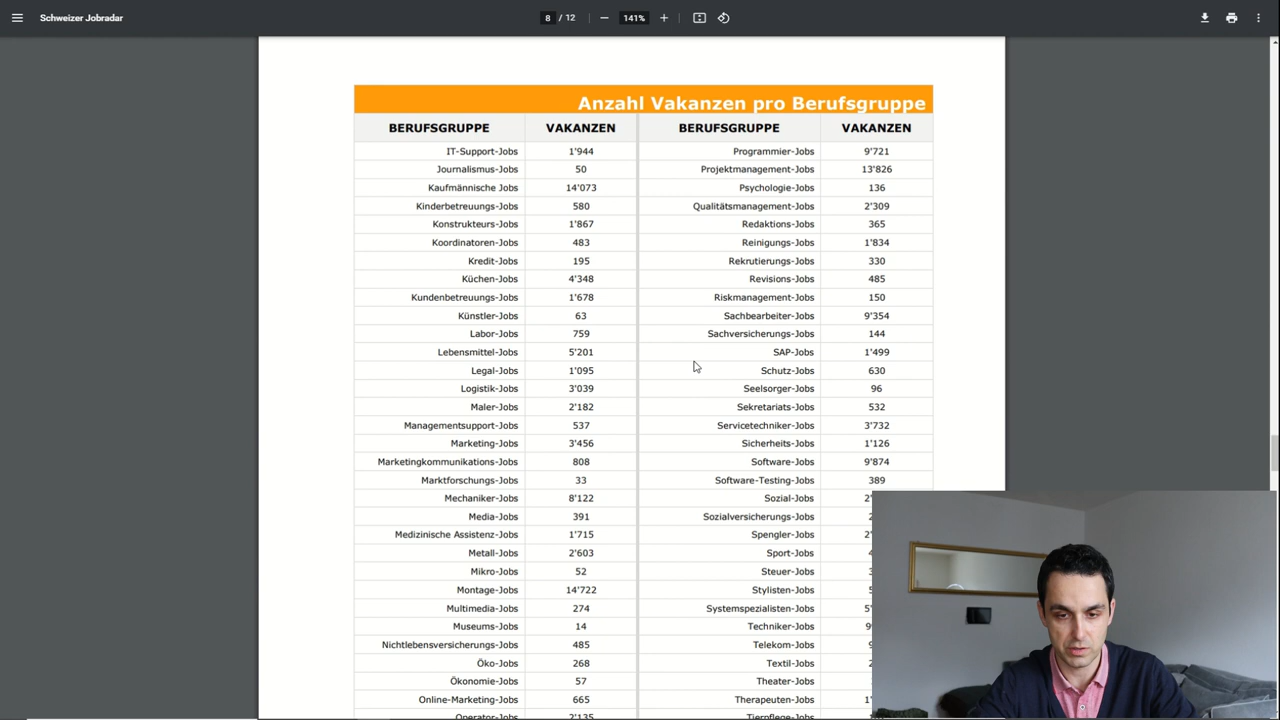 Schweizer Jobradar
8 / 12
141%
Anzahl Vakanzen pro Berufsgruppe
BERUFSGRUPPE VAKANZEN BERUFSGRUPPE VAKANZEN
IT-Support-Jobs 1'944 Programmier-Jobs 9'721
Journalismus-Jobs 50 Projektmanagement-Jobs 13'826
Kaufmännische Jobs 14'073 Psychologie-Jobs 136
Kinderbetreuungs-Jobs 580 Qualitätsmanagement-Jobs 2'309
Konstrukteurs-Jobs 1'867 Redaktions-Jobs 365
Koordinatoren-Jobs 483 Reinigungs-Jobs 1'834
Kredit-Jobs 195 Rekrutierungs-Jobs 330
Küchen-Jobs 4'348 Revisions-Jobs 485
Kundenbetreuungs-Jobs 1'678 Riskmanagement-Jobs 150
Künstler-Jobs 63 Sachbearbeiter-Jobs 9'354
Labor-Jobs 759 Sachversicherungs-Jobs 144
Lebensmittel-Jobs 5'201 SAP-Jobs 1'499
Legal-Jobs 1'095 Schutz-Jobs 630
Logistik-Jobs 3'039 Seelsorger-Jobs 96
Maler-Jobs 2'182 Sekretariats-Jobs 532
Managementsupport-Jobs 537 Servicetechniker-Jobs 3'732
Marketing-Jobs 3'456 Sicherheits-Jobs 1'126
Marketingkommunikations-Jobs 808 Software-Jobs 9'874
Marktforschungs-Jobs 33 Software-Testing-Jobs 389
Mechaniker-Jobs 8'122 Sozial-Jobs
Media-Jobs 391 Sozialversicherungs-Jobs
Medizinische Assistenz-Jobs 1'715 Spengler-Jobs
Metall-Jobs 2'603 Sport-Jobs
Mikro-Jobs 52 Steuer-Jobs
Montage-Jobs 14'722 Stylisten-Jobs
Multimedia-Jobs 274 Systemspezialisten-Jobs
Museums-Jobs 14 Techniker-Jobs
Nichtlebensversicherungs-Jobs 485 Telekom-Jobs
Öko-Jobs 268 Textil-Jobs
Ökonomie-Jobs 57 Theater-Jobs
Online-Marketing-Jobs 665 Therapeuten-Jobs
Operator-Jobs 2'135 Tierpflege-Jobs